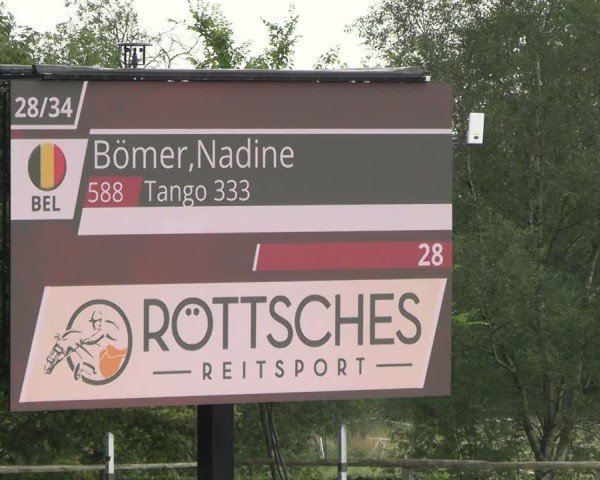 28/34
Bömer,Nadine
BEL
588 Tango 333
28
RÖTTSCHES
REITSPORT